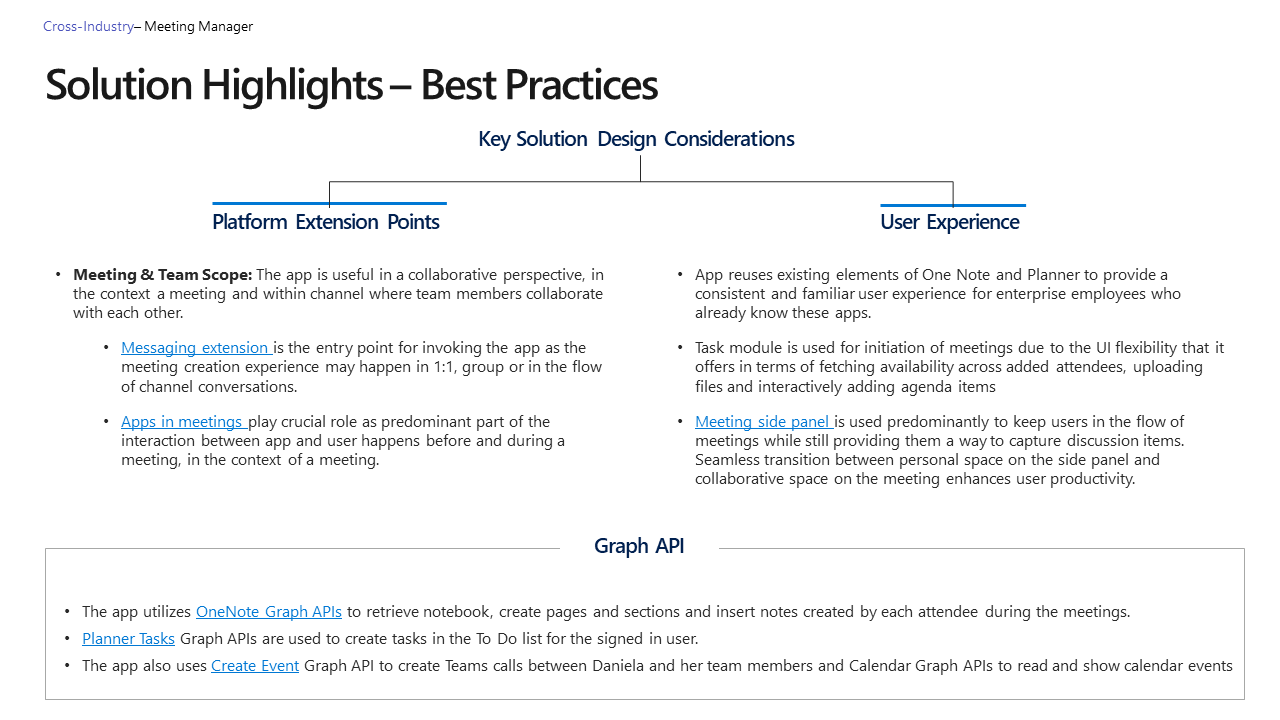 Cross-Industry– Meeting Manager
Solution Highlights – Best Practices
Key Solution Design Considerations
Platform Extension Points
• Meeting & Team Scope: The app is useful in a collaborative perspective, in
the context a meeting and within channel where team members collaborate
with each other.
• Messaging extension is the entry point for invoking the app as the
meeting creation experience may happen in 1:1, group or in the flow
of channel conversations.
• Apps in meetings play crucial role as predominant part of the
interaction between app and user happens before and during a
meeting, in the context of a meeting.
User Experience
• App reuses existing elements of One Note and Planner to provide a
consistent and familiar user experience for enterprise employees who
already know these apps.
• Task module is used for initiation of meetings due to the UI flexibility that it
offers in terms of fetching availability across added attendees, uploading
files and interactively adding agenda items
• Meeting side panel is used predominantly to keep users in the flow of
meetings while still providing them a way to capture discussion items.
Seamless transition between personal space on the side panel and
collaborative space on the meeting enhances user productivity.
Graph API
• The app utilizes OneNote Graph APIs to retrieve notebook, create pages and sections and insert notes created by each attendee during the meetings.
• Planner Tasks Graph APIs are used to create tasks in the To Do list for the signed in user.
• The app also uses Create Event Graph API to create Teams calls between Daniela and her team members and Calendar Graph APIs to read and show calendar events